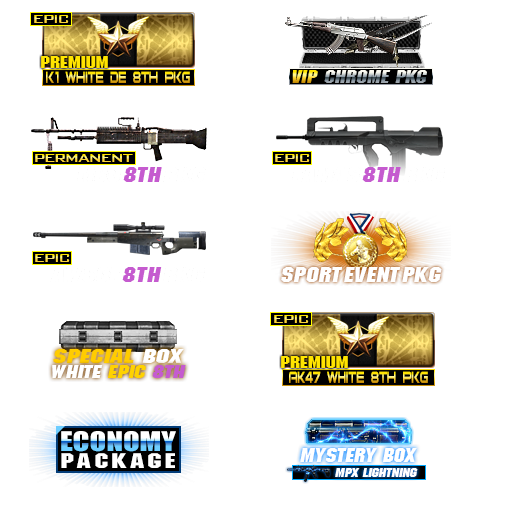 EPIC
PREMIUM
K1 WHITE DE 8TH PKG
VIP CHROME PKG
PERMANENT
8TH
EPIC
8TH
EPIC
8TH
SPORT EVENT PKG
SPECIAL BOX
WHITE EPIC 8TH
EPIC
PREMIUM
AK47 WHITE 8TH PKG
ECONOMY
PACKAGE
MYSTERY BOX
MPX LIGHTNING